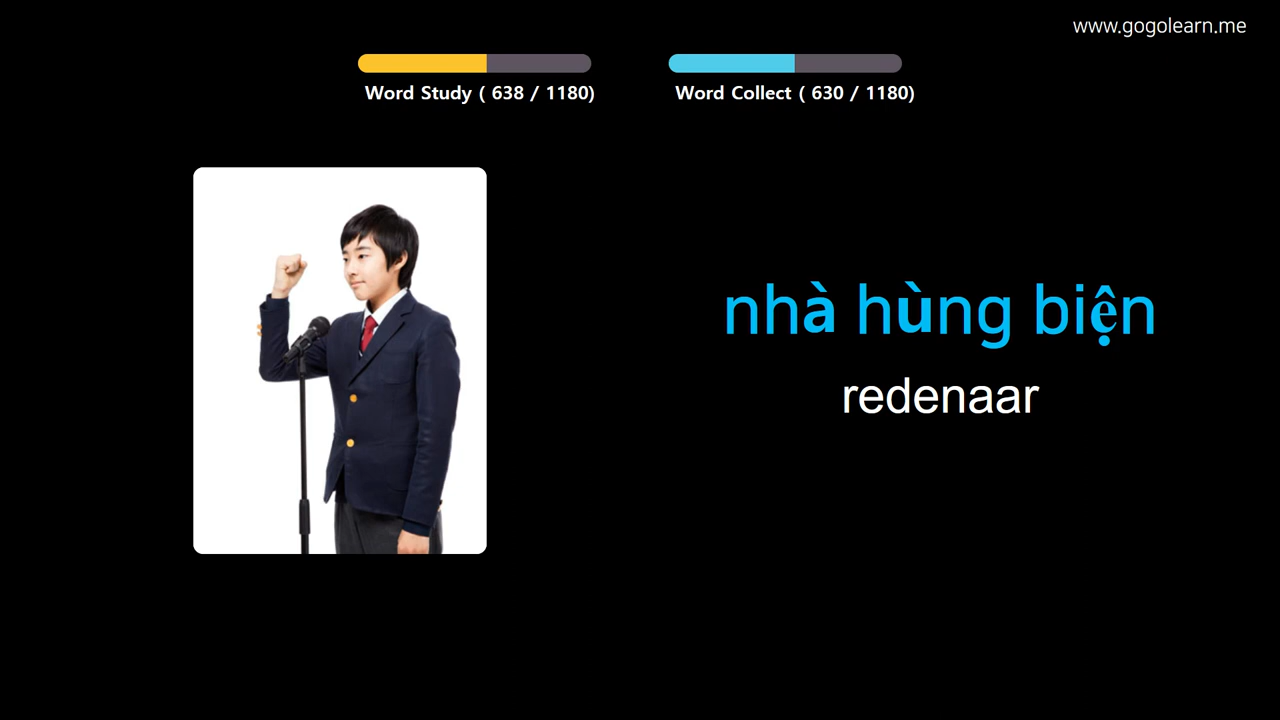 www.gogolearn.me
Word Study ( 638 / 1180)
Word Collect ( 630 / 1180)
nhà hùng biện
redenaar